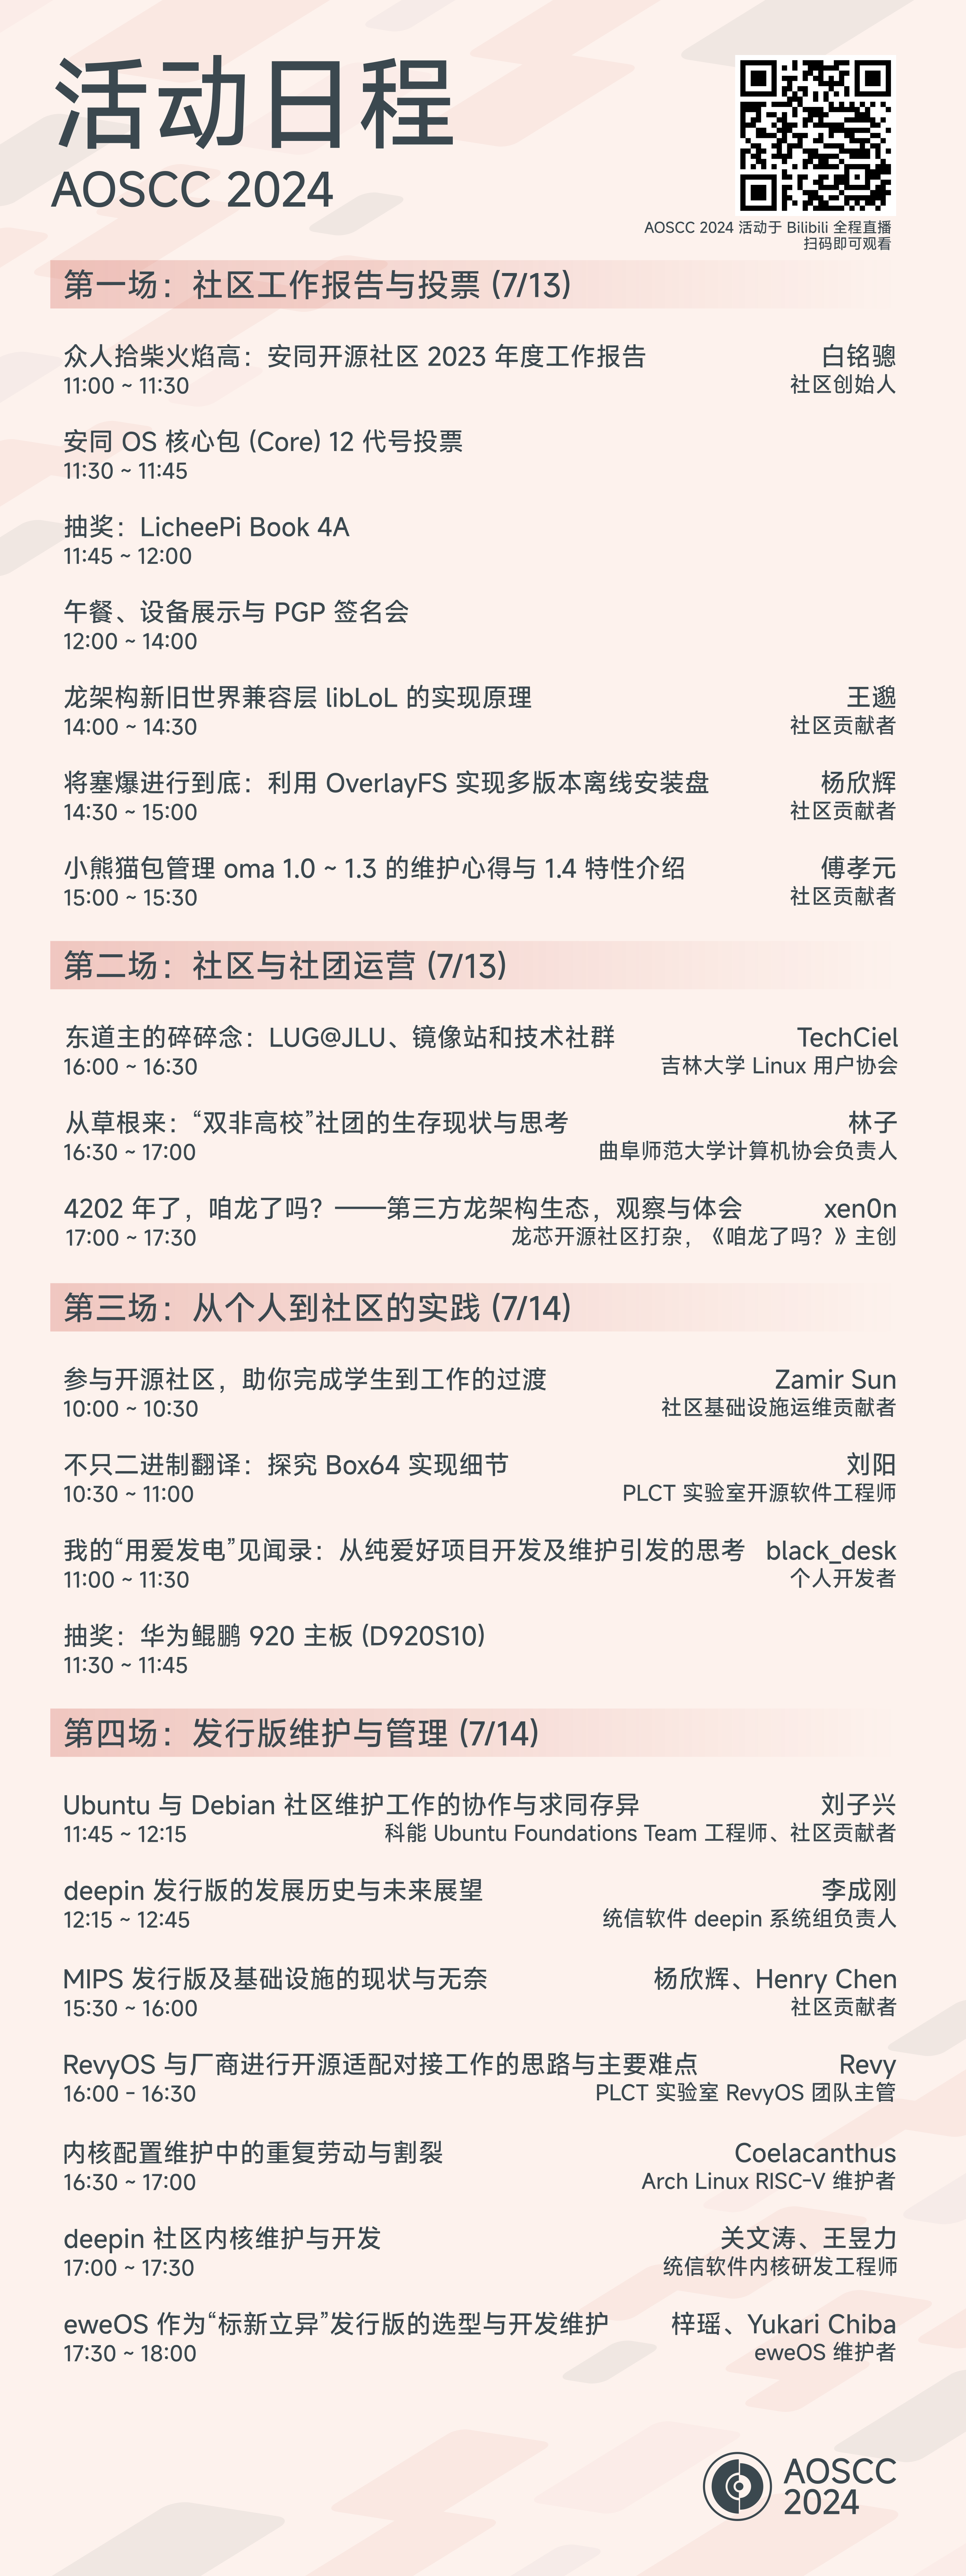 活动日程
AOSCC 2024
AOSCC 2024 活动于 Bilibili 全程直播
扫码即可观看
第一场：社区工作报告与投票 (7/13)
众人拾柴火焰高：安同开源社区 2023 年度工作报告
白铭骢
11:00 ~ 11:30
社区创始人
安同 OS 核心包 (Core) 12 代号投票
11:30 ~ 11:45
抽奖：LicheePi Book 4A
11:45 ~ 12:00
午餐、设备展示与 PGP 签名会
12:00 ~ 14:00
龙架构新旧世界兼容层 libLoL 的实现原理
王邈
14:00 ~ 14:30
社区贡献者
将塞爆进行到底：利用 OverlayFS 实现多版本离线安装盘
杨欣辉
14:30 ~ 15:00
社区贡献者
小熊猫包管理 oma 1.0 ~ 1.3 的维护心得与 1.4 特性介绍
傅孝元
15:00 ~ 15:30
社区贡献者
第二场：社区与社团运营 (7/13)
东道主的碎碎念：LUG@JLU、镜像站和技术社群
TechCiel
16:00 ~ 16:30
吉林大学 Linux 用户协会
从草根来：“双非高校”社团的生存现状与思考
林子
16:30 ~ 17:00
曲阜师范大学计算机协会负责人
4202 年了，咱龙了吗？——第三方龙架构生态，观察与体会
xen0n
17:00 ~ 17:30
龙芯开源社区打杂，《咱龙了吗？》主创
第三场：从个人到社区的实践 (7/14)
参与开源社区，助你完成学生到工作的过渡
Zamir Sun
10:00 ~ 10:30
社区基础设施运维贡献者
不只二进制翻译：探究 Box64 实现细节
刘阳
10:30 ~ 11:00
PLCT 实验室开源软件工程师
我的“用爱发电”见闻录：从纯爱好项目开发及维护引发的思考
black_desk
11:00 ~ 11:30
个人开发者
抽奖：华为鲲鹏 920 主板 (D920S10)
11:30 ~ 11:45
第四场：发行版维护与管理 (7/14)
Ubuntu 与 Debian 社区维护工作的协作与求同存异
刘子兴
11:45 ~ 12:15
科能 Ubuntu Foundations Team 工程师、社区贡献者
deepin 发行版的发展历史与未来展望
李成刚
12:15 ~ 12:45
统信软件 deepin 系统组负责人
MIPS 发行版及基础设施的现状与无奈
杨欣辉、Henry Chen
15:30 ~ 16:00
社区贡献者
RevyOS 与厂商进行开源适配对接工作的思路与主要难点
Revy
16:00 - 16:30
PLCT 实验室 RevyOS 团队主管
内核配置维护中的重复劳动与割裂
Coelacanthus
16:30 ~ 17:00
Arch Linux RISC-V 维护者
deepin 社区内核维护与开发
关文涛、王昱力
17:00 ~ 17:30
统信软件内核研发工程师
eweOS 作为“标新立异”发行版的选型与开发维护
梓瑶、Yukari Chiba
17:30 ~ 18:00
eweOS 维护者
AOSCC
2024